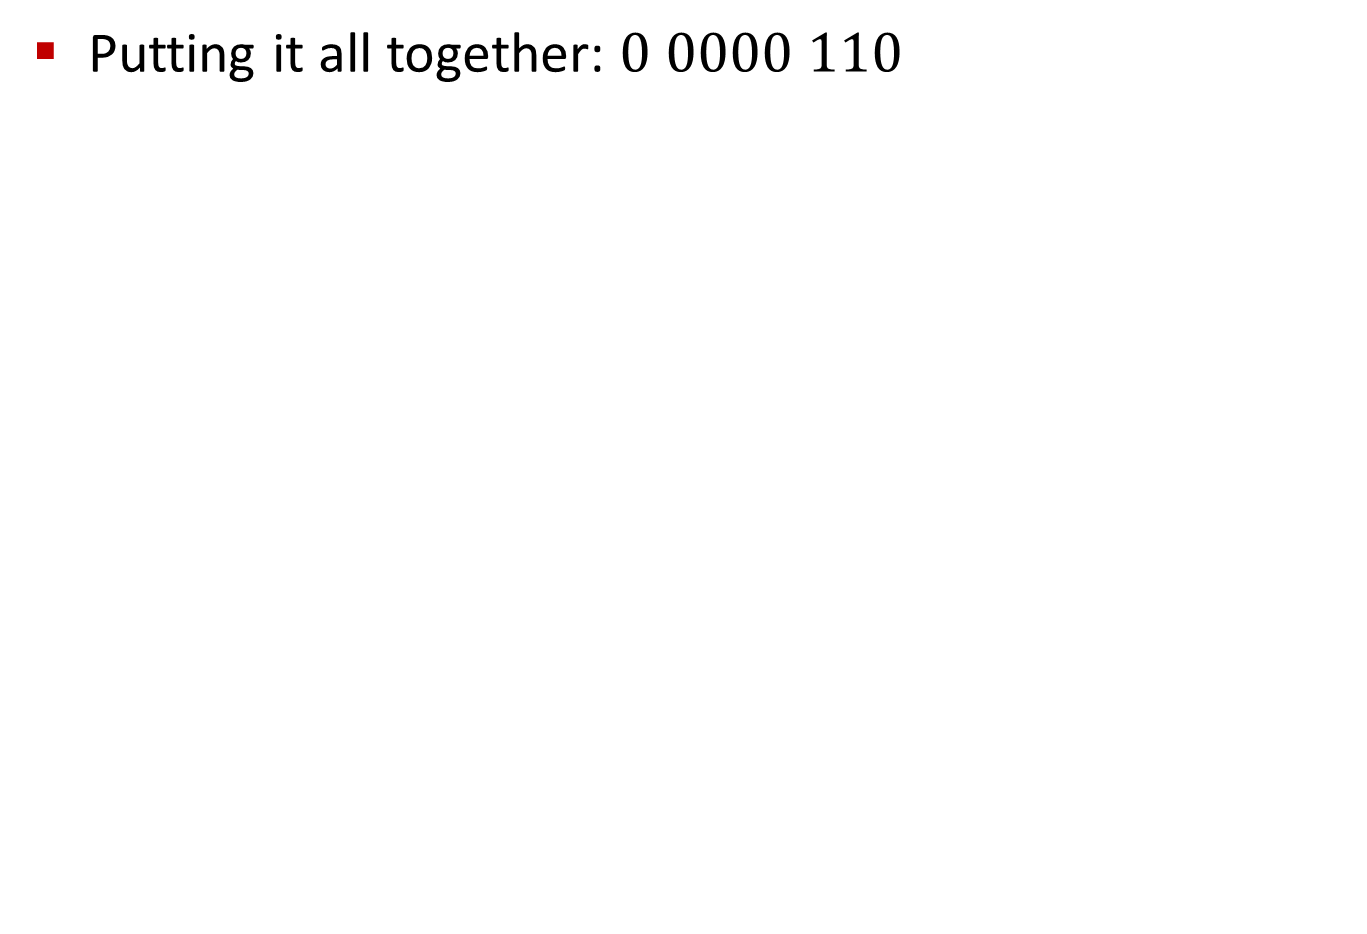 ▪ Putting it all together: 0 0000 110